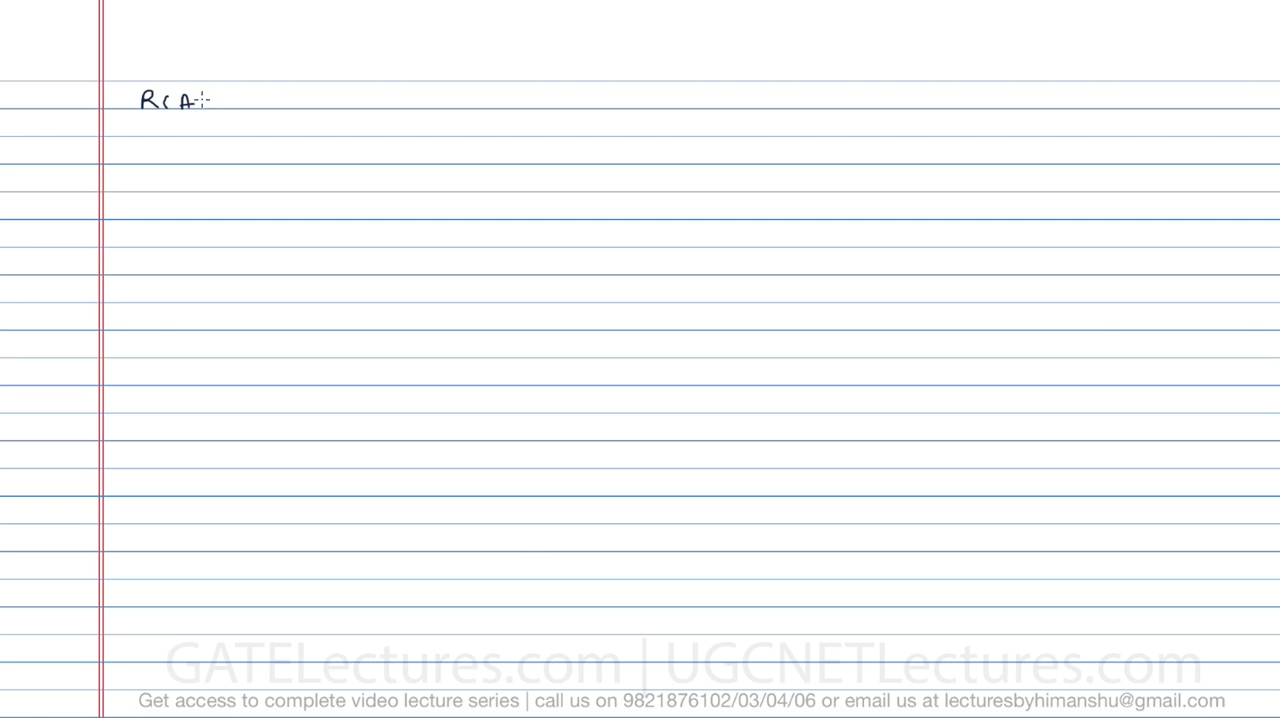 R( A
GATELectures.com | UGCNETLectures.com
Get access to complete video lecture series | call us on 9821876102/03/04/06 or email us at lecturesbyhimanshu@gmail.com